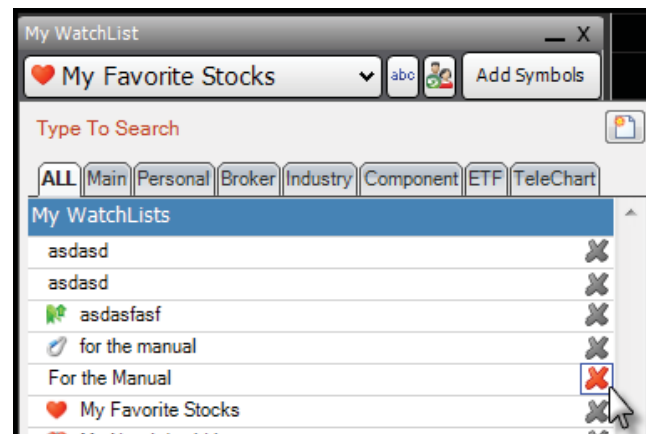 My WatchList X
My Favorite Stocks abc Add Symbols
Type To Search
ALL Main Personal Broker Industry Component ETF TeleChart
My WatchLists
asdasd
asdasd
asdasfasf
for the manual
For the Manual
My Favorite Stocks